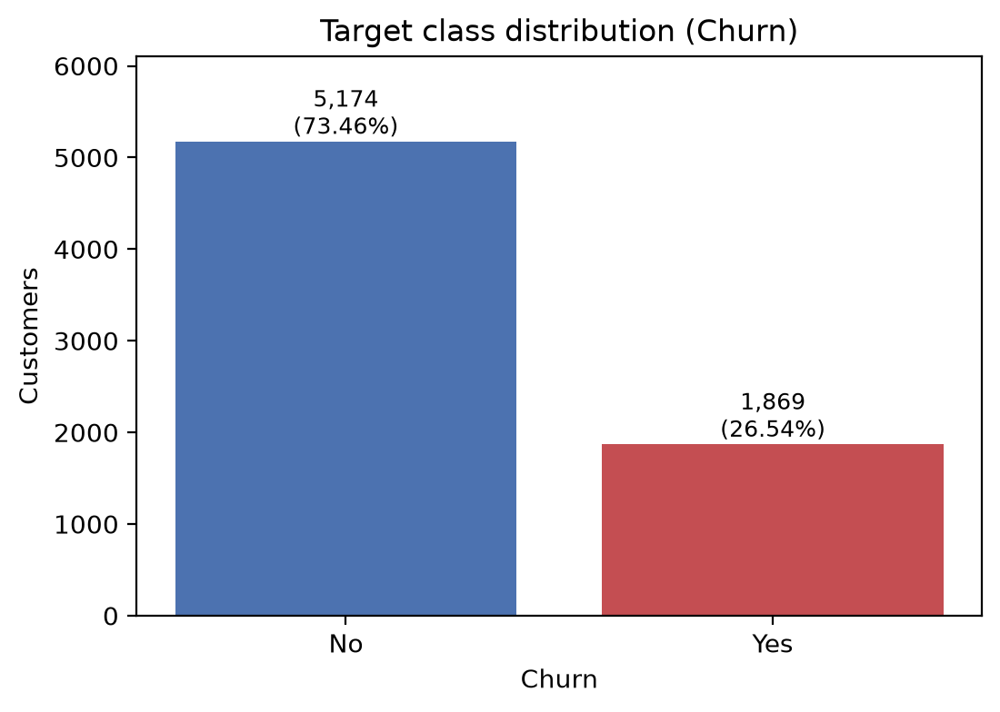 Target class distribution (Churn)
6000
5000
4000
3000
2000
1000
0
Customers
5,174
(73.46%)
1,869
(26.54%)
No
Yes
Churn